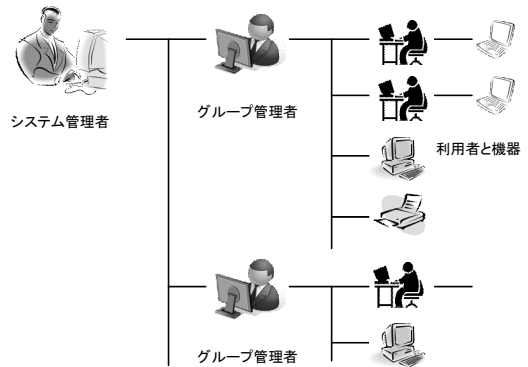 システム管理者
グループ管理者
利用者と機器
グループ管理者